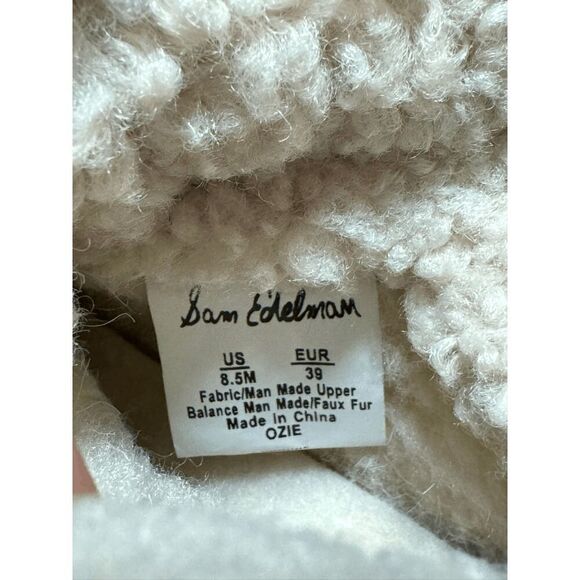 Sam Edelman
US EUR
8.5M 39
Fabric/Man Made Upper
Balance Man Made/Faux Fur
Made in China
OZIE